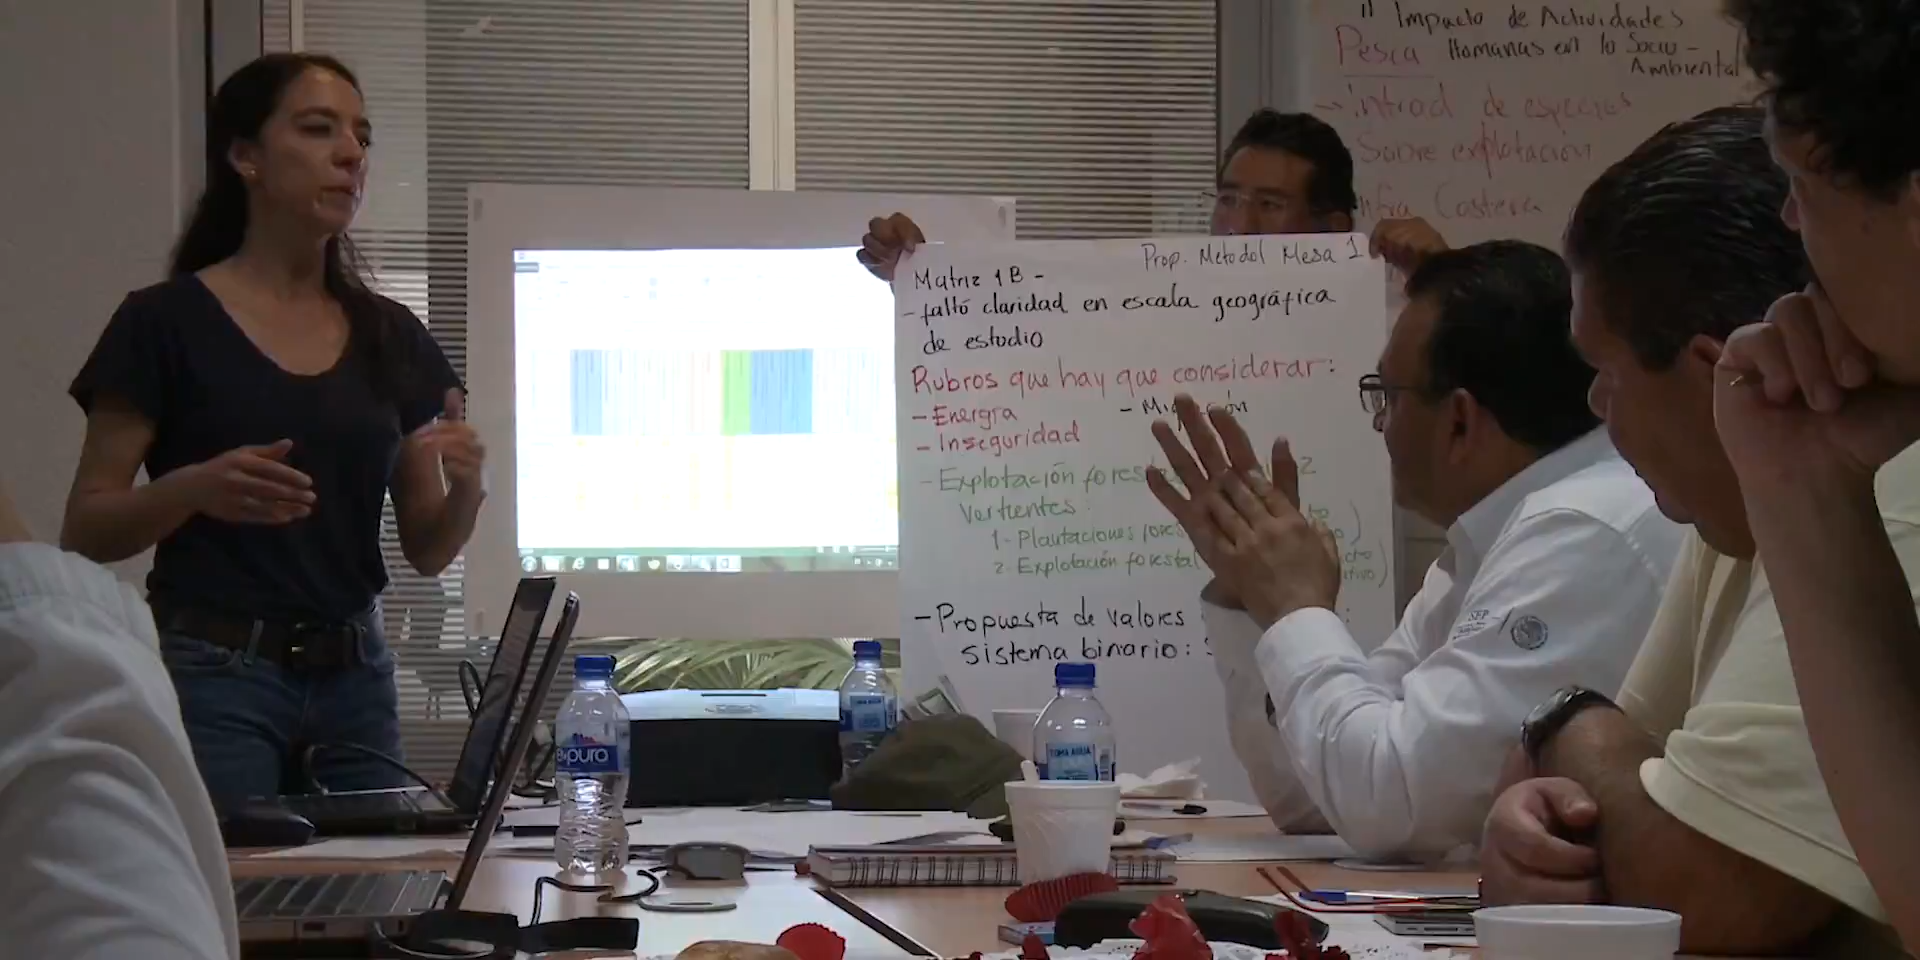 Impacto de Actividades
Pesca Humanas en lo Socio-
Ambiental
introd de especies
Sobre explotación
Infra Costera
Prop. Metodol Mesa 1
Matriz 1B -
- faltó claridad en escala geográfica
de estudio
Rubros que hay que considerar:
- Energía
- Inseguridad
- Explotación
2
Vertientes:
1- Plantaciones
2- Explotación forestal
- Propuesta de valores
sistema binario:
epura
TOMA AGUA
SEP